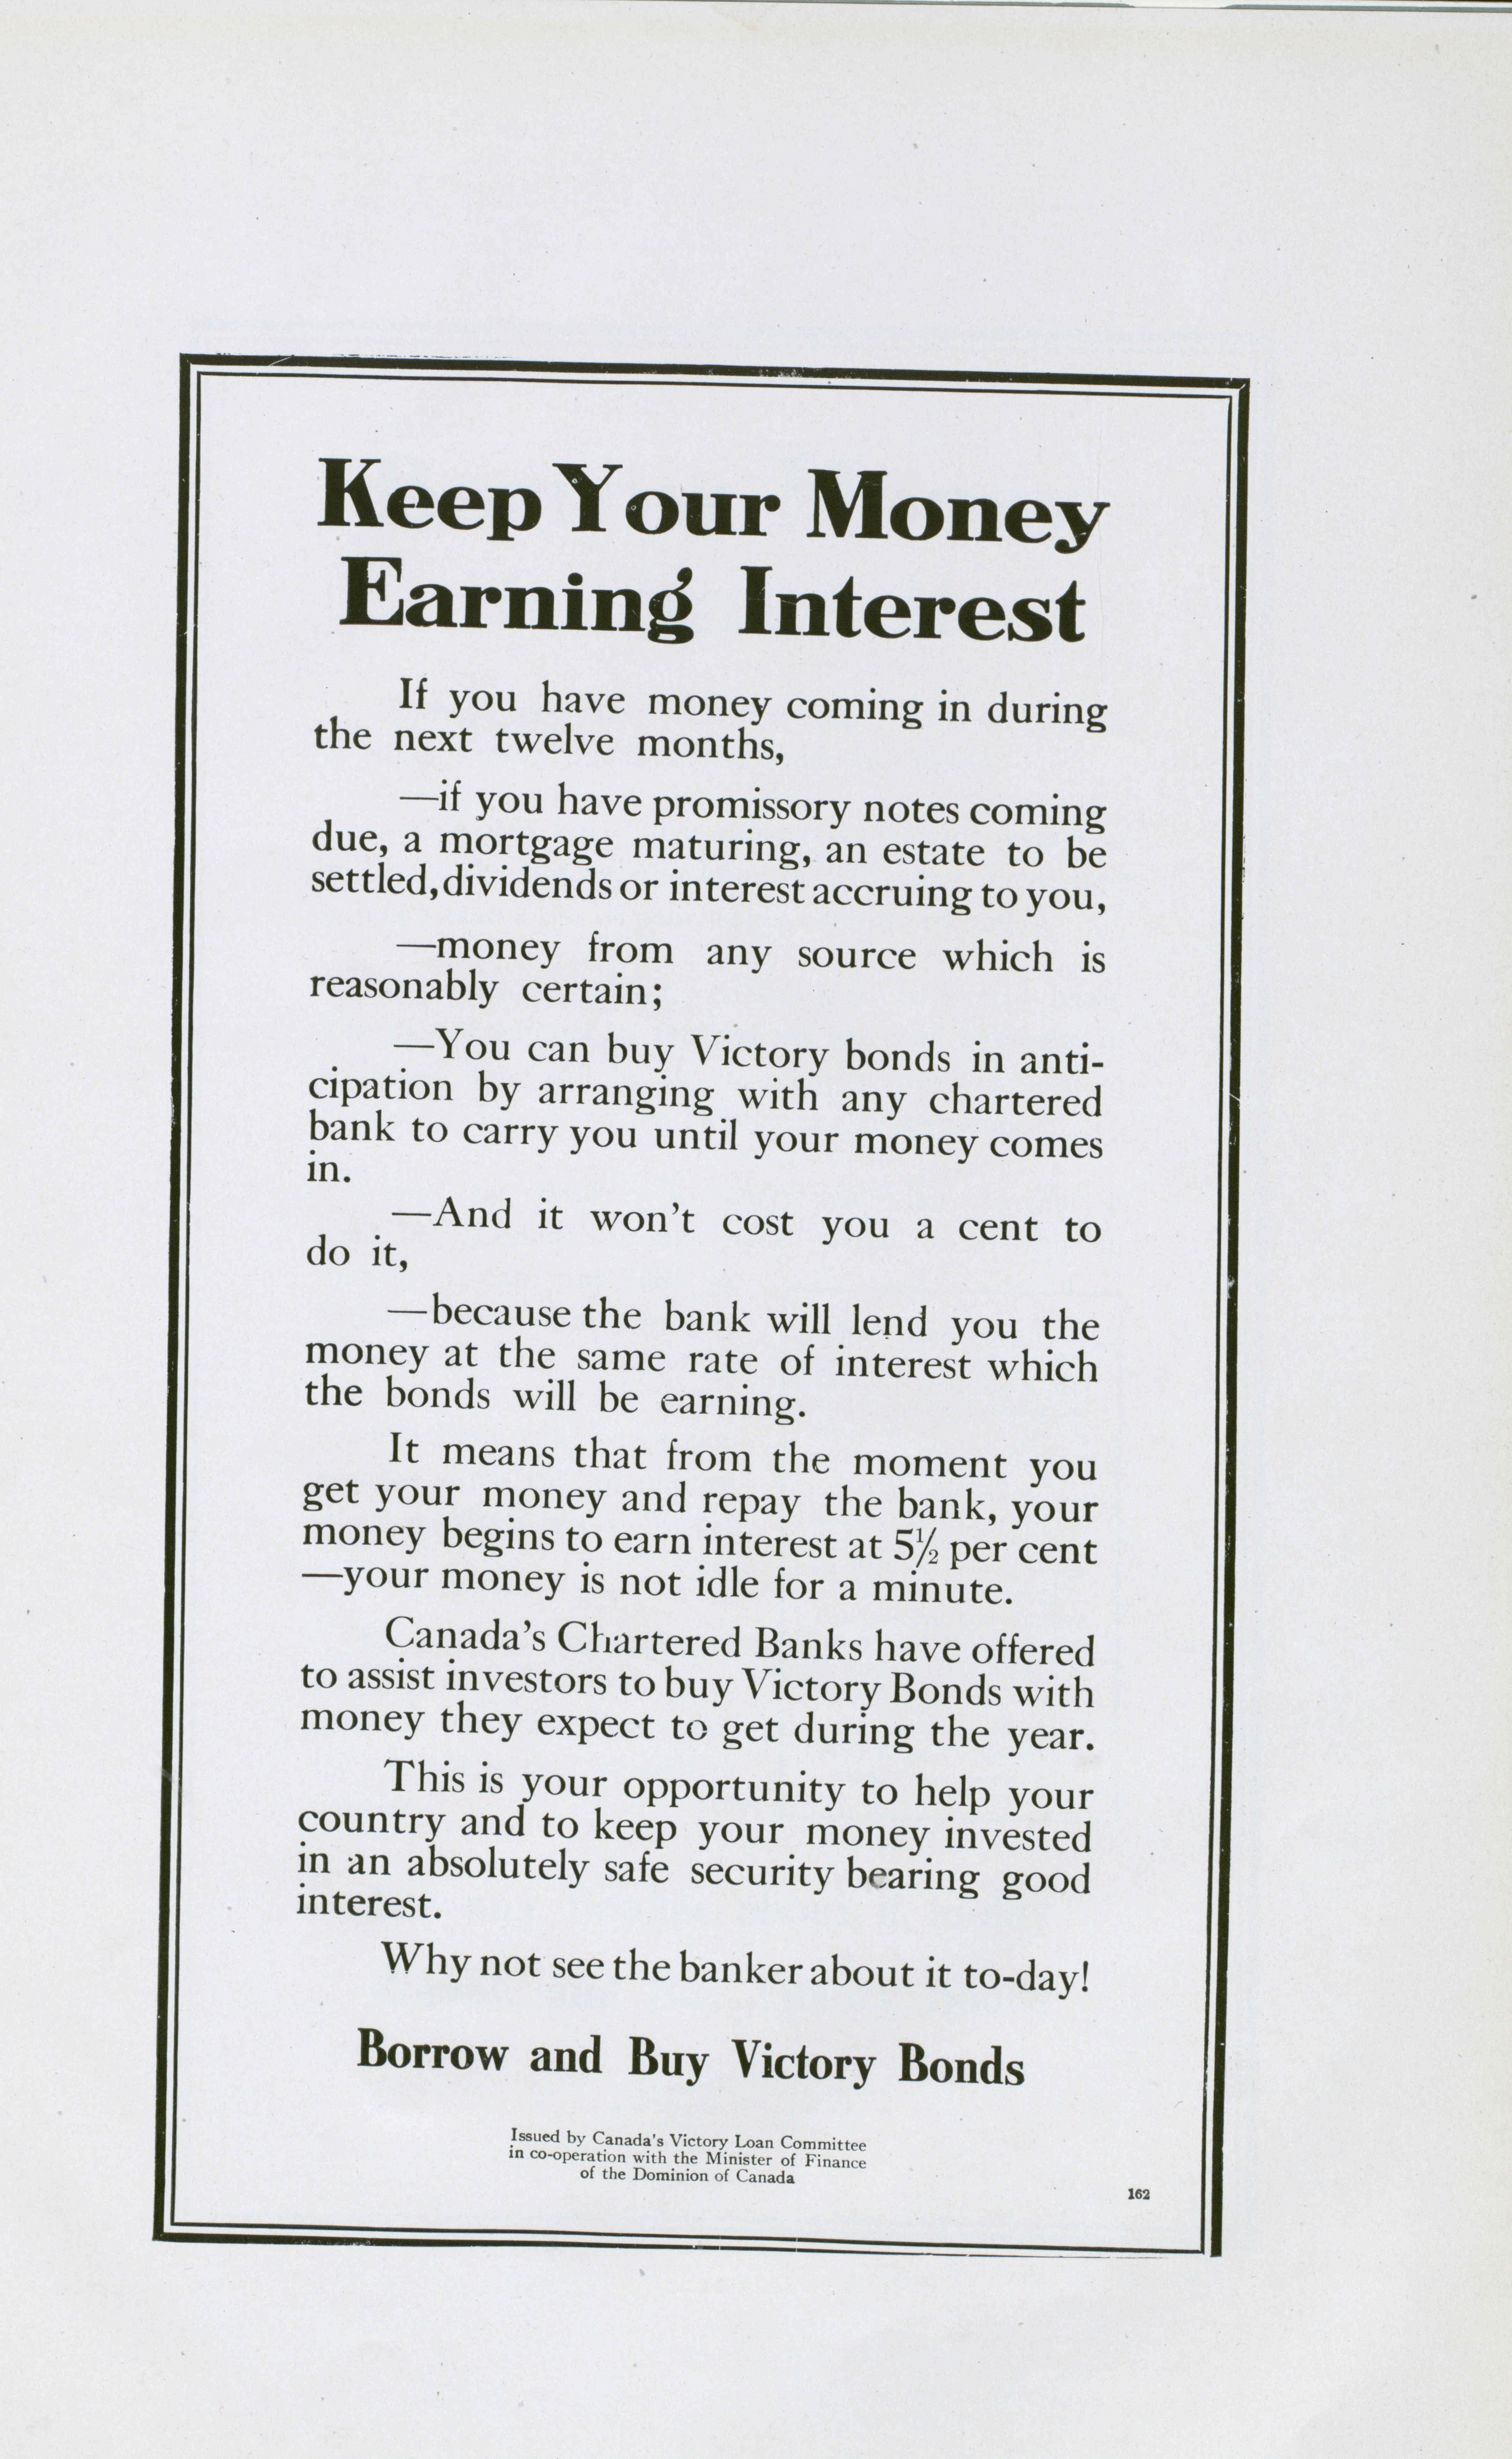 Keep Your Money
Earning Interest
If you have money coming in during
the next twelve months,
—if you have promissory notes coming
due, a mortgage maturing, an estate to be
settled, dividends or interest accruing to you,
—money from any source which is
reasonably certain;
—You can buy Victory bonds in anti-
cipation by arranging with any chartered
bank to carry you until your money comes
in.
—And it won't cost you a cent to
do it,
—because the bank will lend you the
money at the same rate of interest which
the bonds will be earning.
It means that from the moment you
get your money and repay the bank, your
money begins to earn interest at 5½ per cent
—your money is not idle for a minute.
Canada's Chartered Banks have offered
to assist investors to buy Victory Bonds with
money they expect to get during the year.
This is your opportunity to help your
country and to keep your money invested
in an absolutely safe security bearing good
interest.
Why not see the banker about it to-day!
Borrow and Buy Victory Bonds
Issued by Canada's Victory Loan Committee
in co-operation with the Minister of Finance
of the Dominion of Canada
162